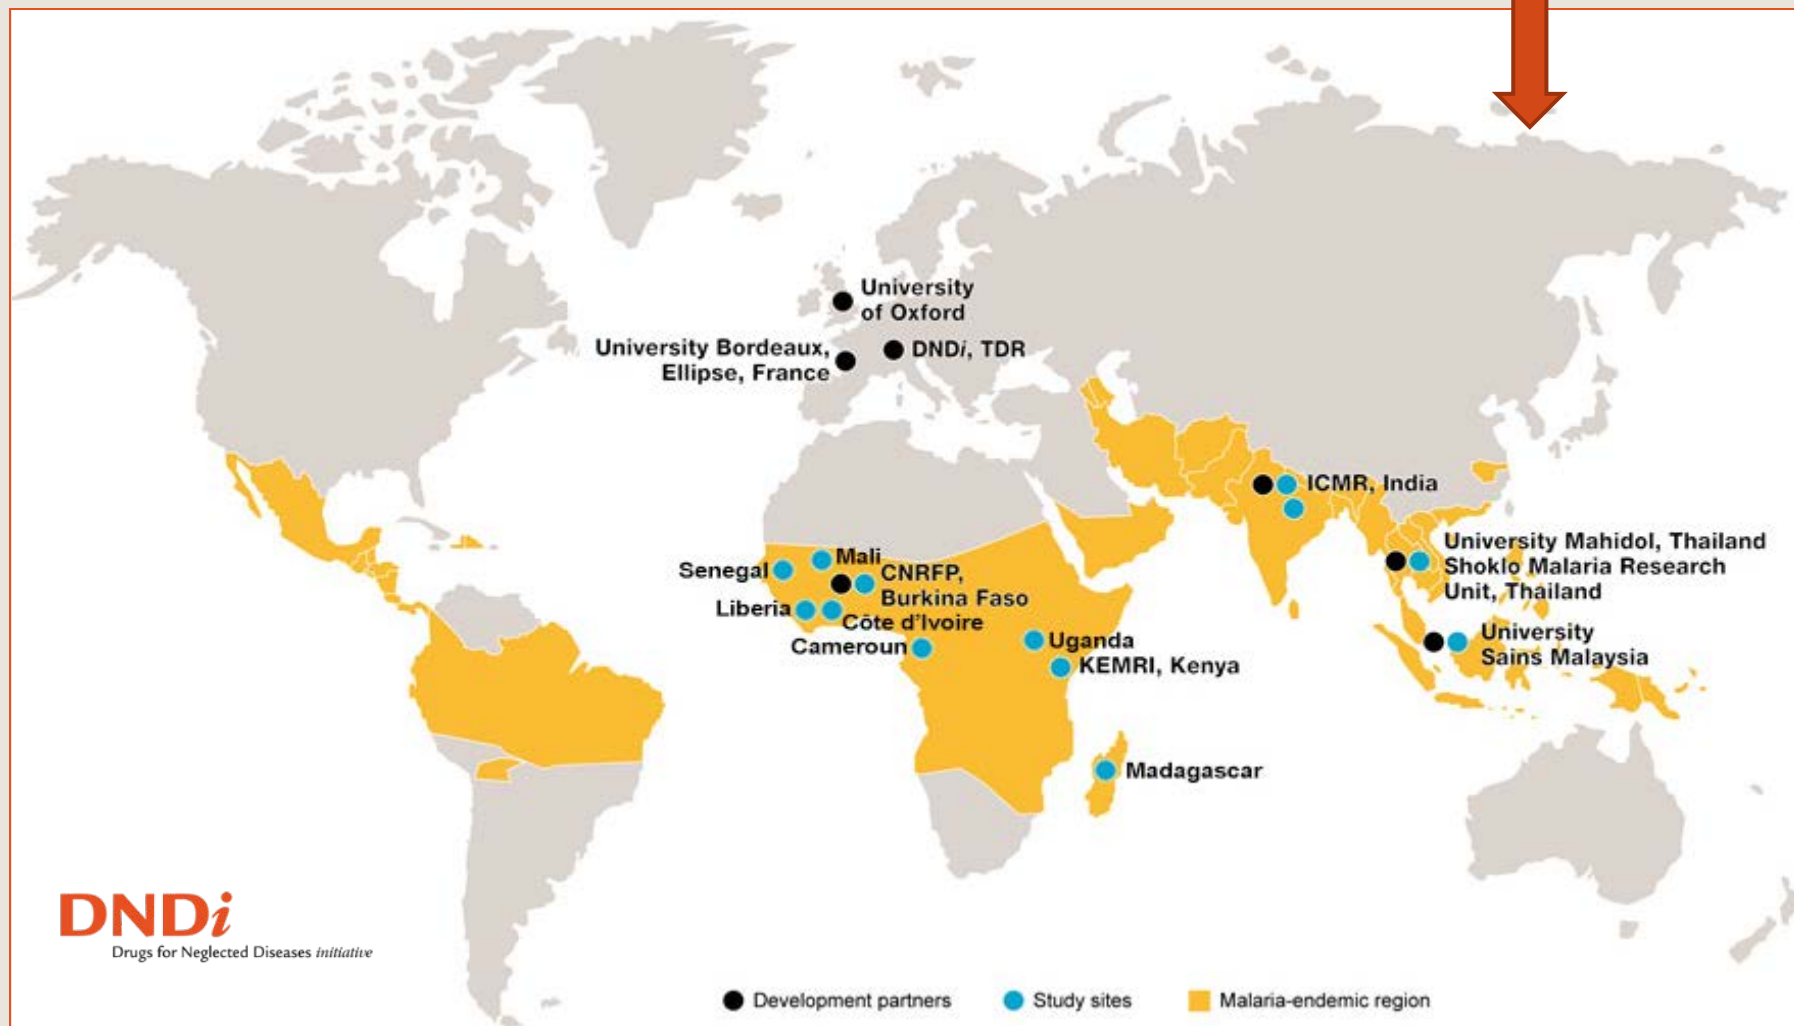 University
of Oxford
University Bordeaux,
Ellipse, France
DNDi, TDR
ICMR, India
University Mahidol, Thailand
Shoklo Malaria Research
Unit, Thailand
University
Sains Malaysia
Senegal
Mali
CNRFP,
Burkina Faso
Liberia
Côte d'Ivoire
Cameroun
Uganda
KEMRI, Kenya
Madagascar
DNDi
Drugs for Neglected Diseases initiative
Development partners
Study sites
Malaria-endemic region